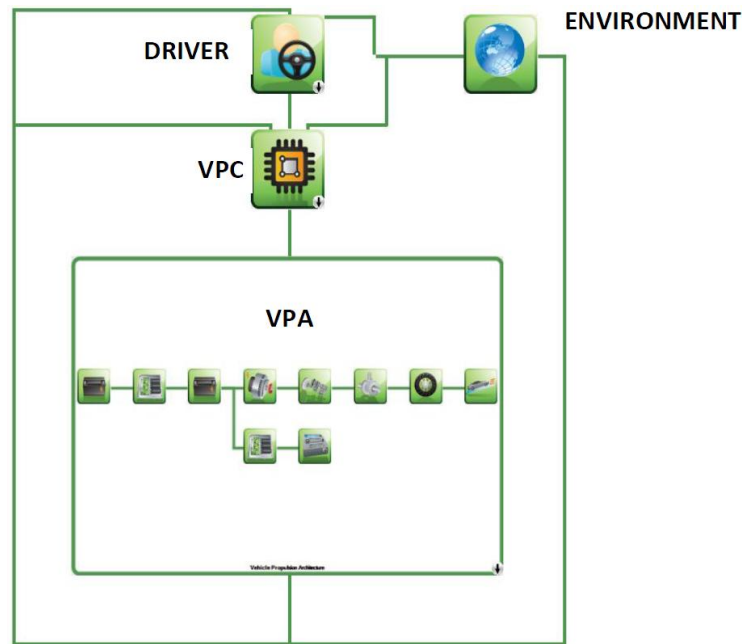 ENVIRONMENT
DRIVER
VPC
VPA
Vehicle Propulsion Architecture